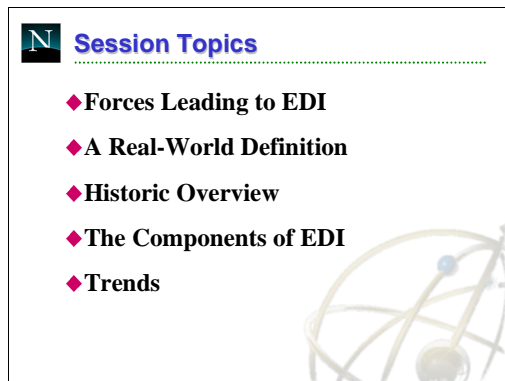 N
Session Topics
◆Forces Leading to EDI
◆A Real-World Definition
◆Historic Overview
◆The Components of EDI
◆Trends